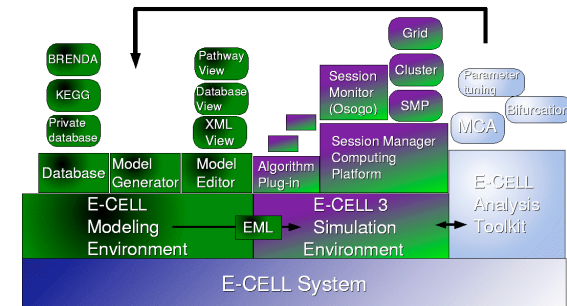 Grid
BRENDA
Pathway
View
Session
Monitor
(Osogo)
Cluster
Parameter
tuning
KEGG
Database
View
SMP
Bifurcation
Private
database
XML
View
MCA
Session Manager
Computing
Platform
Database
Model
Generator
Model
Editor
Algorithm
Plug-in
E-CELL
Analysis
Toolkit
E-CELL
Modeling
Environment
EML
E-CELL 3
Simulation
Environment
E-CELL System